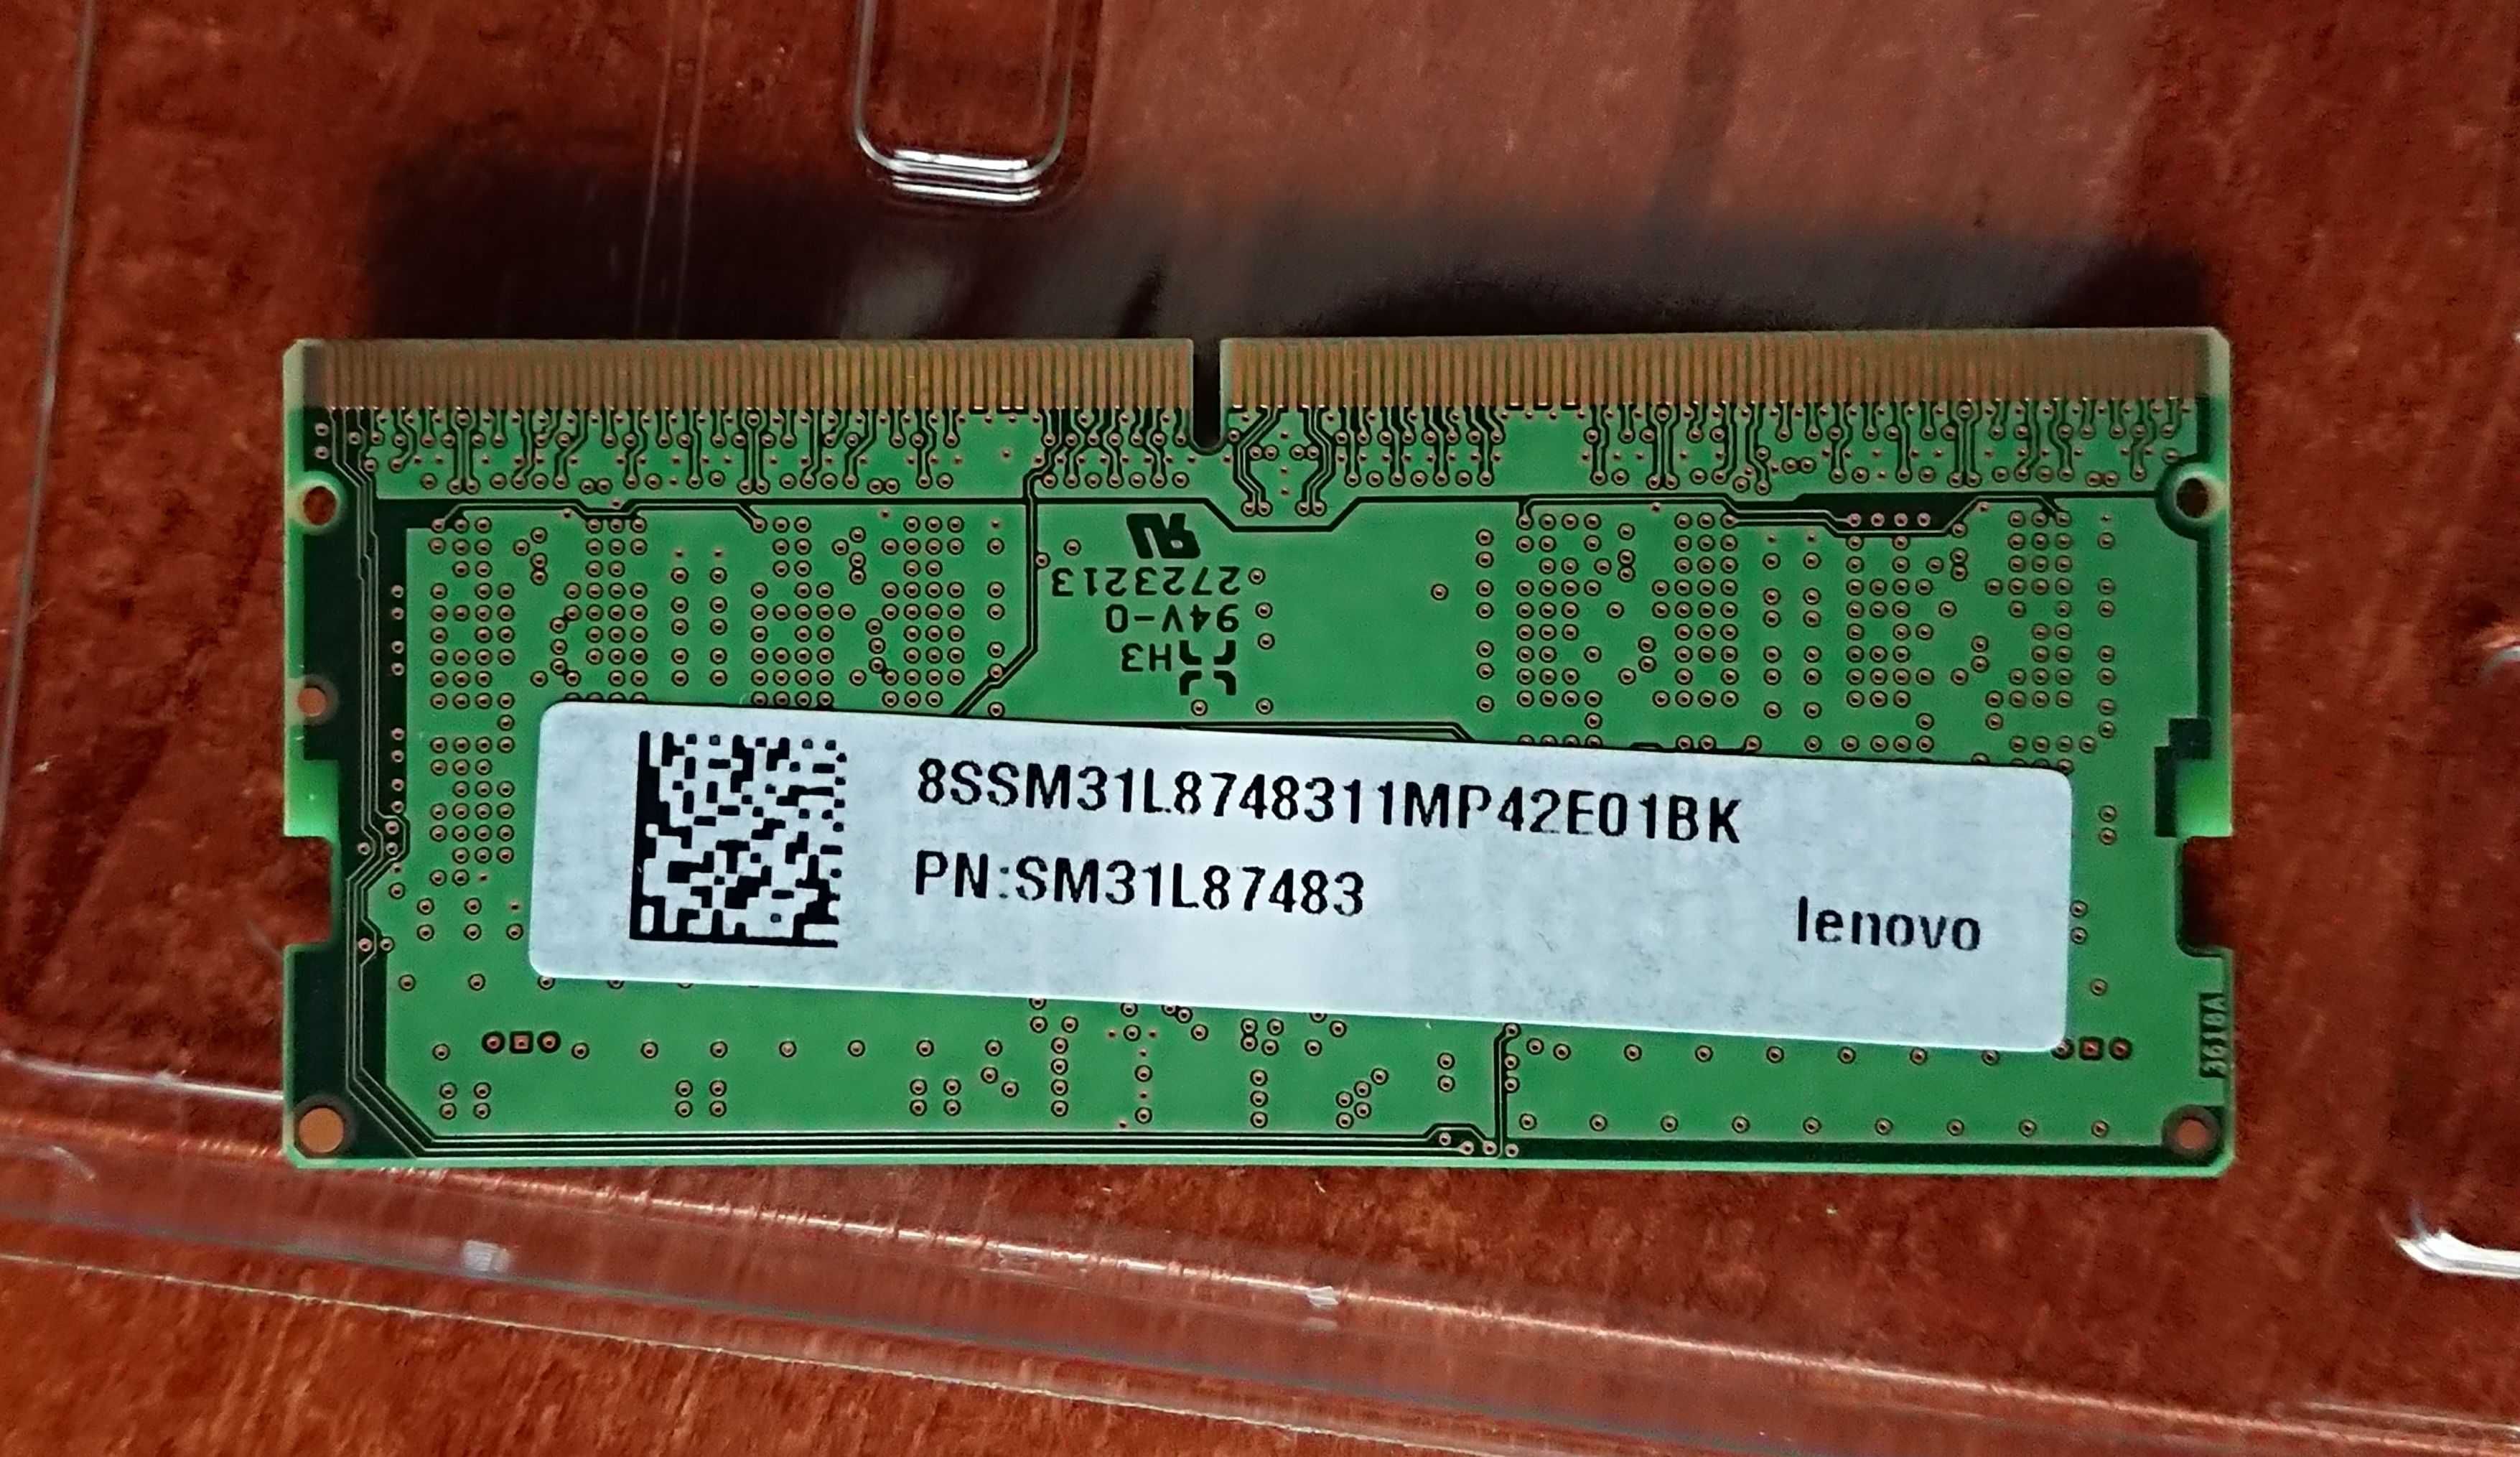 2723213
94V-0
H3
8SSM31L8748311MP42E01BK
PN:SM31L87483
lenovo